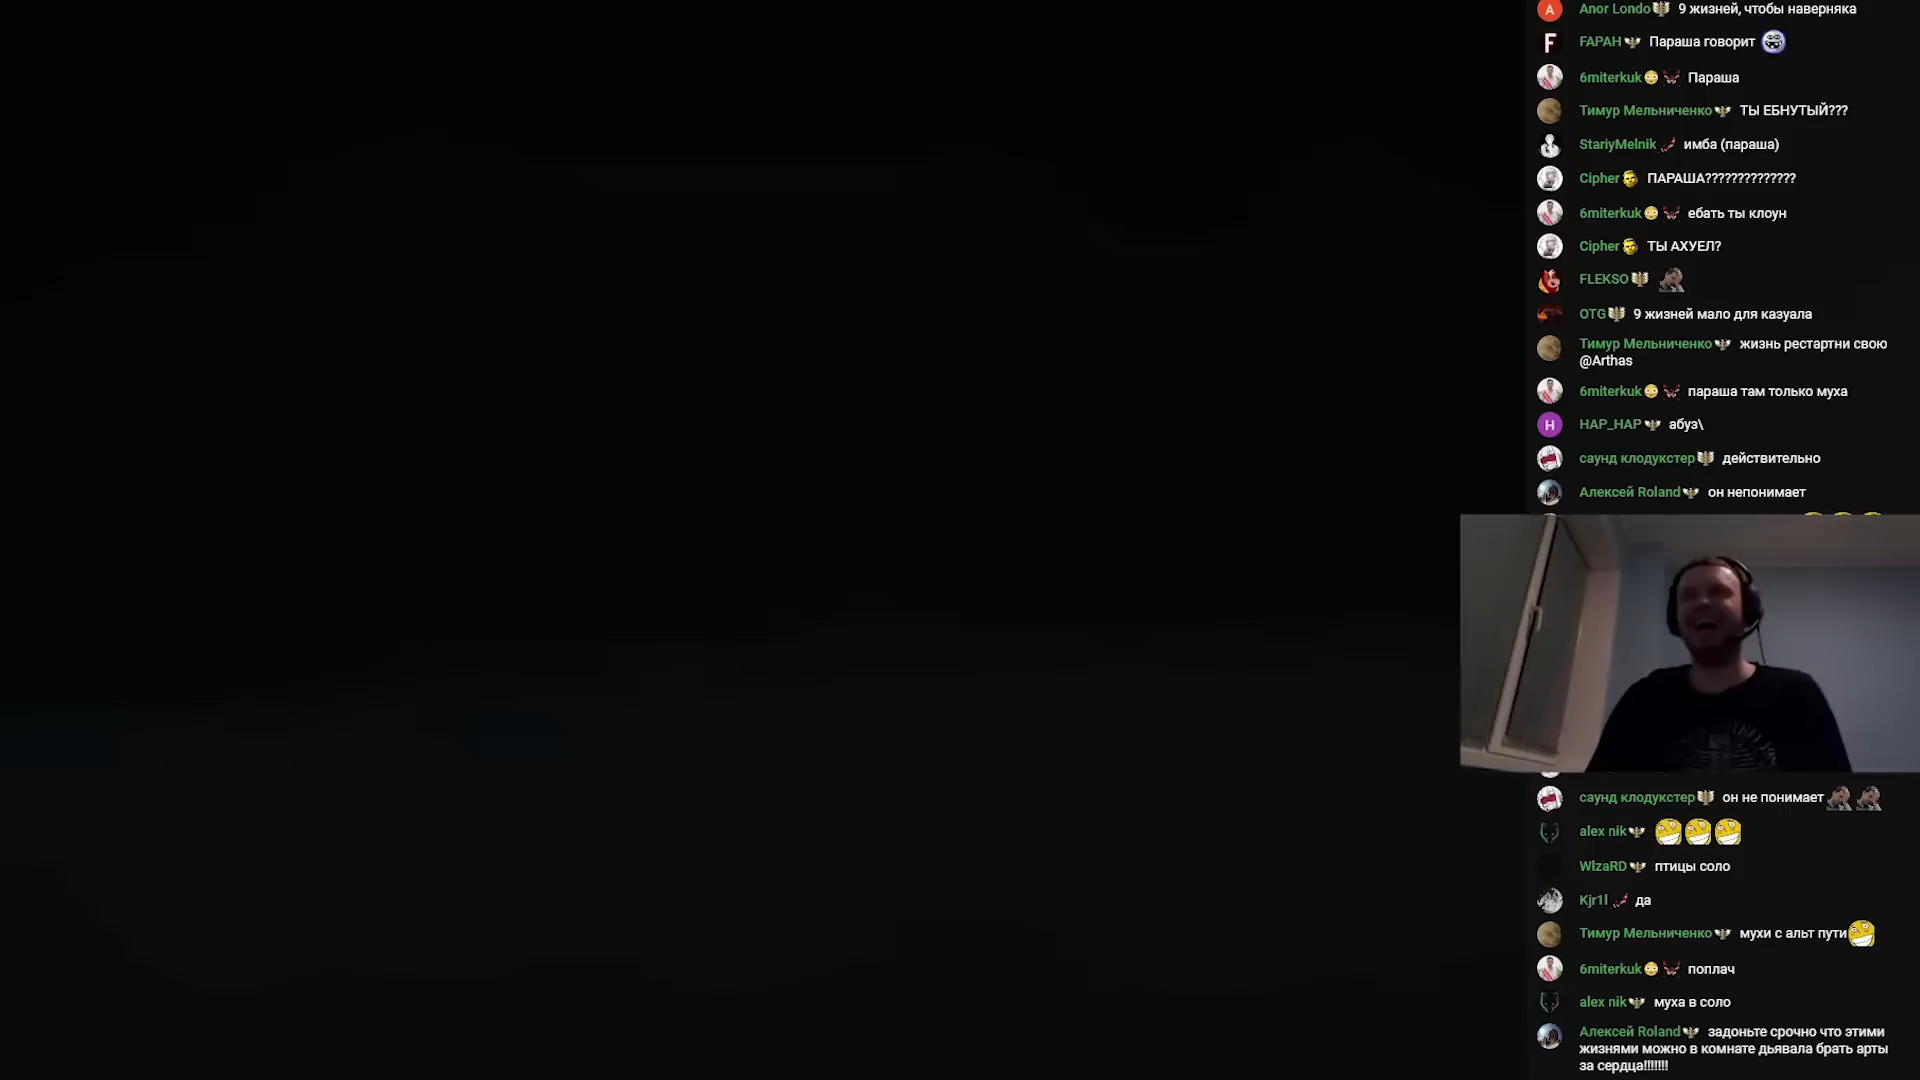 Anor Londo 9 жизней, чтобы наверняка
FAPAH Параша говорит
6miterkuk Параша
Тимур Мельниченко ТЫ ЕБНУТЫЙ???
StariyMelnik имба (параша)
Cipher ПАРАША??????????????
6miterkuk ебать ты клоун
Cipher ТЫ АХУЕЛ?
FLEKSO
OTG 9 жизней мало для казуала
Тимур Мельниченко жизнь рестартни свою
@Arthas
6miterkuk параша там только муха
HAP_HAP абуз\
саунд клодукстер действительно
Алексей Roland он непонимает
саунд клодукстер он не понимает
alex nik
WlzaRD птицы соло
Kjr1l да
Тимур Мельниченко мухи с альт пути
6miterkuk поплач
alex nik муха в соло
Алексей Roland задоньте срочно что этими
жизнями можно в комнате дьявала брать арты
за сердца!!!!!!!